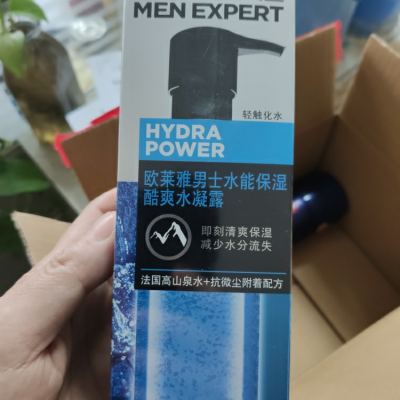 MEN EXPERT
轻触化水
HYDRA
POWER
欧莱雅男士水能保湿
酷爽水凝露
即刻清爽保湿
减少水分流失
法国高山泉水+抗微尘附着配方